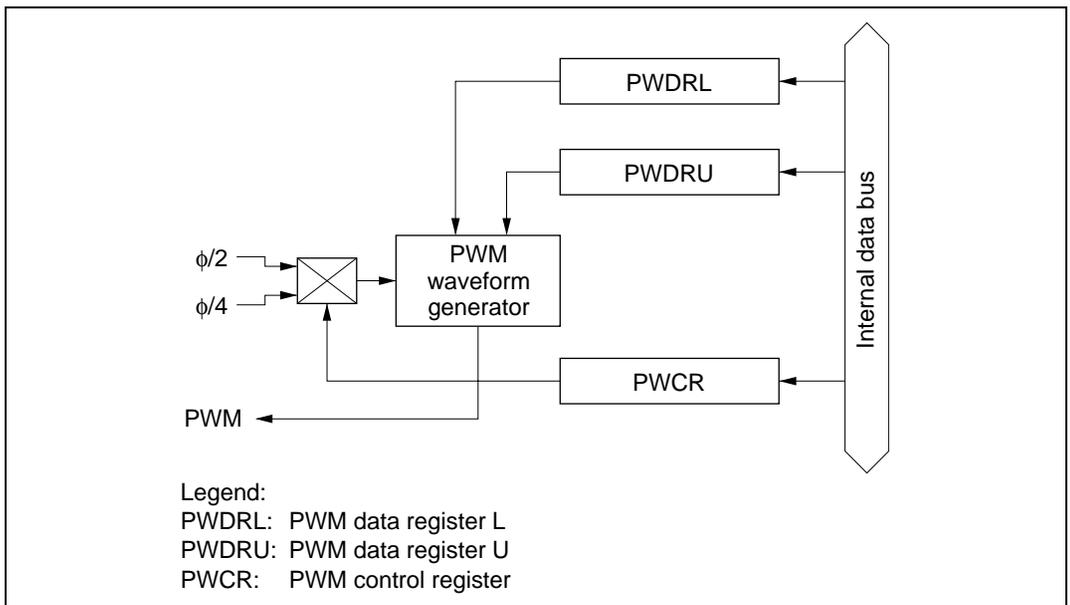 PWDRL
PWDRU
ϕ/2
ϕ/4
PWM
waveform
generator
Internal data bus
PWCR
PWM
Legend:
PWDRL: PWM data register L
PWDRU: PWM data register U
PWCR: PWM control register